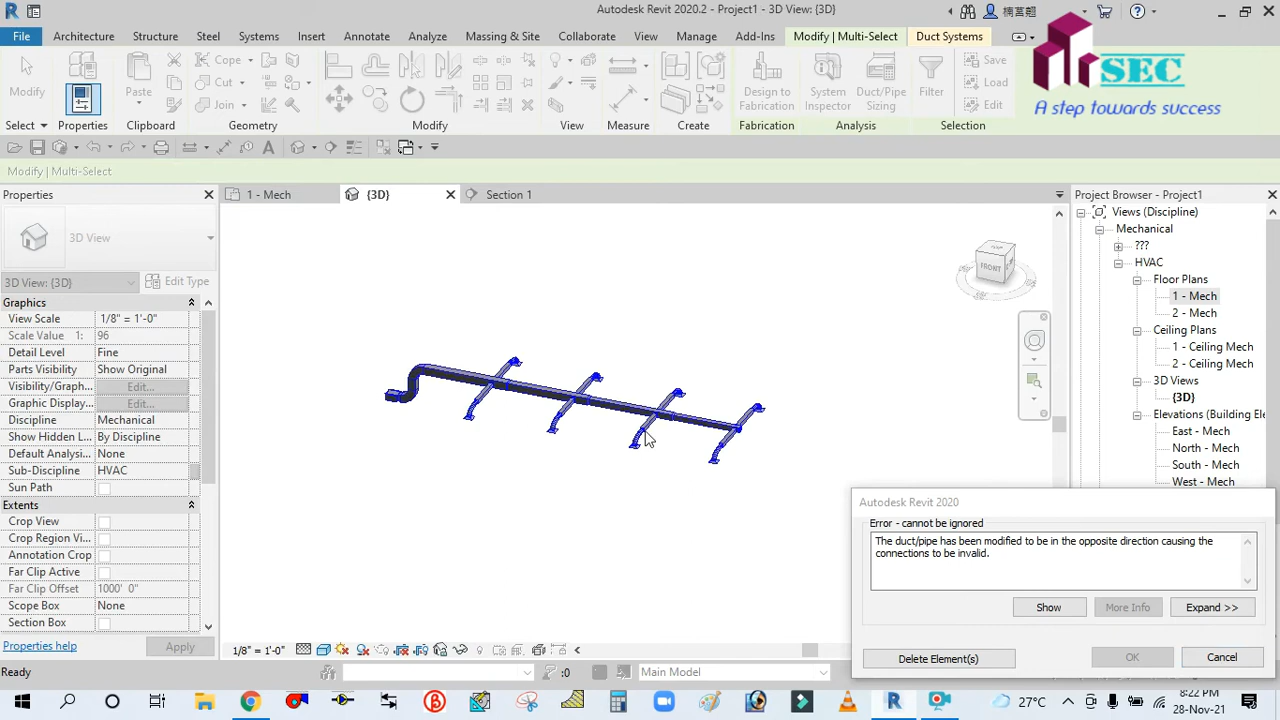 Autodesk Revit 2020.2 - Project1 - 3D View: {3D}
File Architecture Structure Steel Systems Insert Annotate Analyze Massing & Site Collaborate View Manage Add-Ins Modify | Multi-Select Duct Systems
SEC
A step towards success
Modify Properties Paste Cope Cut Join Design to Fabrication System Inspector Duct/Pipe Sizing Filter Save Load Edit
Select Properties Clipboard Geometry Modify View Measure Create Fabrication Analysis Selection
Modify | Multi-Select
Properties
1 - Mech {3D} Section 1
Project Browser - Project1
3D View
3D View: {3D} Edit Type
Graphics
View Scale 1/8" = 1'-0"
Scale Value 1: 96
Detail Level Fine
Parts Visibility Show Original
Visibility/Graph... Edit...
Graphic Display... Edit...
Discipline Mechanical
Show Hidden L... By Discipline
Default Analysi... None
Sub-Discipline HVAC
Sun Path
Extents
Crop View
Crop Region Vi...
Annotation Crop
Far Clip Active
Far Clip Offset 1000' 0"
Scope Box None
Section Box
Properties help Apply
TOP
FRONT
Views (Discipline)
Mechanical
???
HVAC
Floor Plans
1 - Mech
2 - Mech
Ceiling Plans
1 - Ceiling Mech
2 - Ceiling Mech
3D Views
{3D}
Elevations (Building
East - Mech
North - Mech
South - Mech
West - Mech
Autodesk Revit 2020
Error - cannot be ignored
The duct/pipe has been modified to be in the opposite direction causing the
connections to be invalid.
Show More Info Expand >>
Delete Element(s) OK Cancel
1/8" = 1'-0"
Ready :0 Main Model
27°C 8:22 PM
28-Nov-21